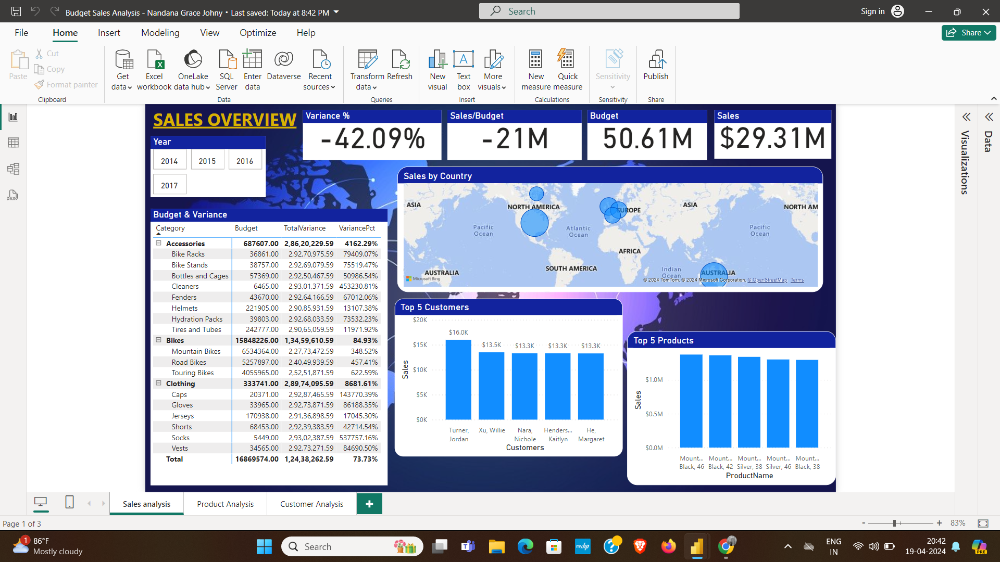 Budget Sales Analysis - Nandana Grace Johny • Last saved: Today at 8:42 PM
Search
Sign in
File Home Insert Modeling View Optimize Help
Share
Paste
Cut
Copy
Format painter
Clipboard
Get data
Excel workbook
OneLake data hub
SQL Server
Enter data
Dataverse
Recent sources
Data
Transform data
Refresh
Queries
New visual
Text box
More visuals
Insert
New measure
Quick measure
Calculations
Sensitivity
Sensitivity
Publish
Share
SALES OVERVIEW
Variance %
-42.09%
Sales/Budget
-21M
Budget
50.61M
Sales
$29.31M
Year
2014 2015 2016
2017
Visualizations
Data
Sales by Country
ASIA
NORTH AMERICA
EUROPE
ASIA
NORTH AM
Pacific Ocean
Atlantic Ocean
Pacific Ocean
AFRICA
SOUTH AMERICA
AUSTRALIA
Indian Ocean
AUSTRALIA
Microsoft Bing
© 2024 TomTom, © 2024 Microsoft Corporation, © OpenStreetMap Terms
Budget & Variance
Category Budget TotalVariance VariancePct
Accessories 687607.00 2,86,20,229.59 4162.29%
Bike Racks 36861.00 2,92,70,975.59 79409.07%
Bike Stands 38757.00 2,92,69,079.59 75519.47%
Bottles and Cages 57369.00 2,92,50,467.59 50986.54%
Cleaners 6465.00 2,93,01,371.59 453230.81%
Fenders 43670.00 2,92,64,166.59 67012.06%
Helmets 221905.00 2,90,85,931.59 13107.38%
Hydration Packs 39803.00 2,92,68,033.59 73532.23%
Tires and Tubes 242777.00 2,90,65,059.59 11971.92%
Bikes 15848226.00 1,34,59,610.59 84.93%
Mountain Bikes 6534364.00 2,27,73,472.59 348.52%
Road Bikes 5257897.00 2,40,49,939.59 457.41%
Touring Bikes 4055965.00 2,52,51,871.59 622.59%
Clothing 333741.00 2,89,74,095.59 8681.61%
Caps 20371.00 2,92,87,465.59 143770.39%
Gloves 33965.00 2,92,73,871.59 86188.35%
Jerseys 170938.00 2,91,36,898.59 17045.30%
Shorts 68453.00 2,92,39,383.59 42714.54%
Socks 5449.00 2,93,02,387.59 537757.16%
Vests 34565.00 2,92,73,271.59 84690.50%
Total 16869574.00 1,24,38,262.59 73.73%
Top 5 Customers
$20K
$15K
$10K
$5K
$0K
Sales
$16.0K $13.5K $13.3K $13.3K $13.3K
Turner, Jordan
Xu, Willie
Nara, Nichole
Henders... Kaitlyn
He, Margaret
Customers
Top 5 Products
$1.0M
$0.5M
$0.0M
Sales
Mount... Black, 46
Mount... Black, 42
Mount... Silver, 38
Mount... Silver, 46
Mount... Black, 38
ProductName
Sales analysis Product Analysis Customer Analysis
Page 1 of 3
- + 83%
1
86°F
Mostly cloudy
Search
myhp
ENG
IN
20:42
19-04-2024
PRE